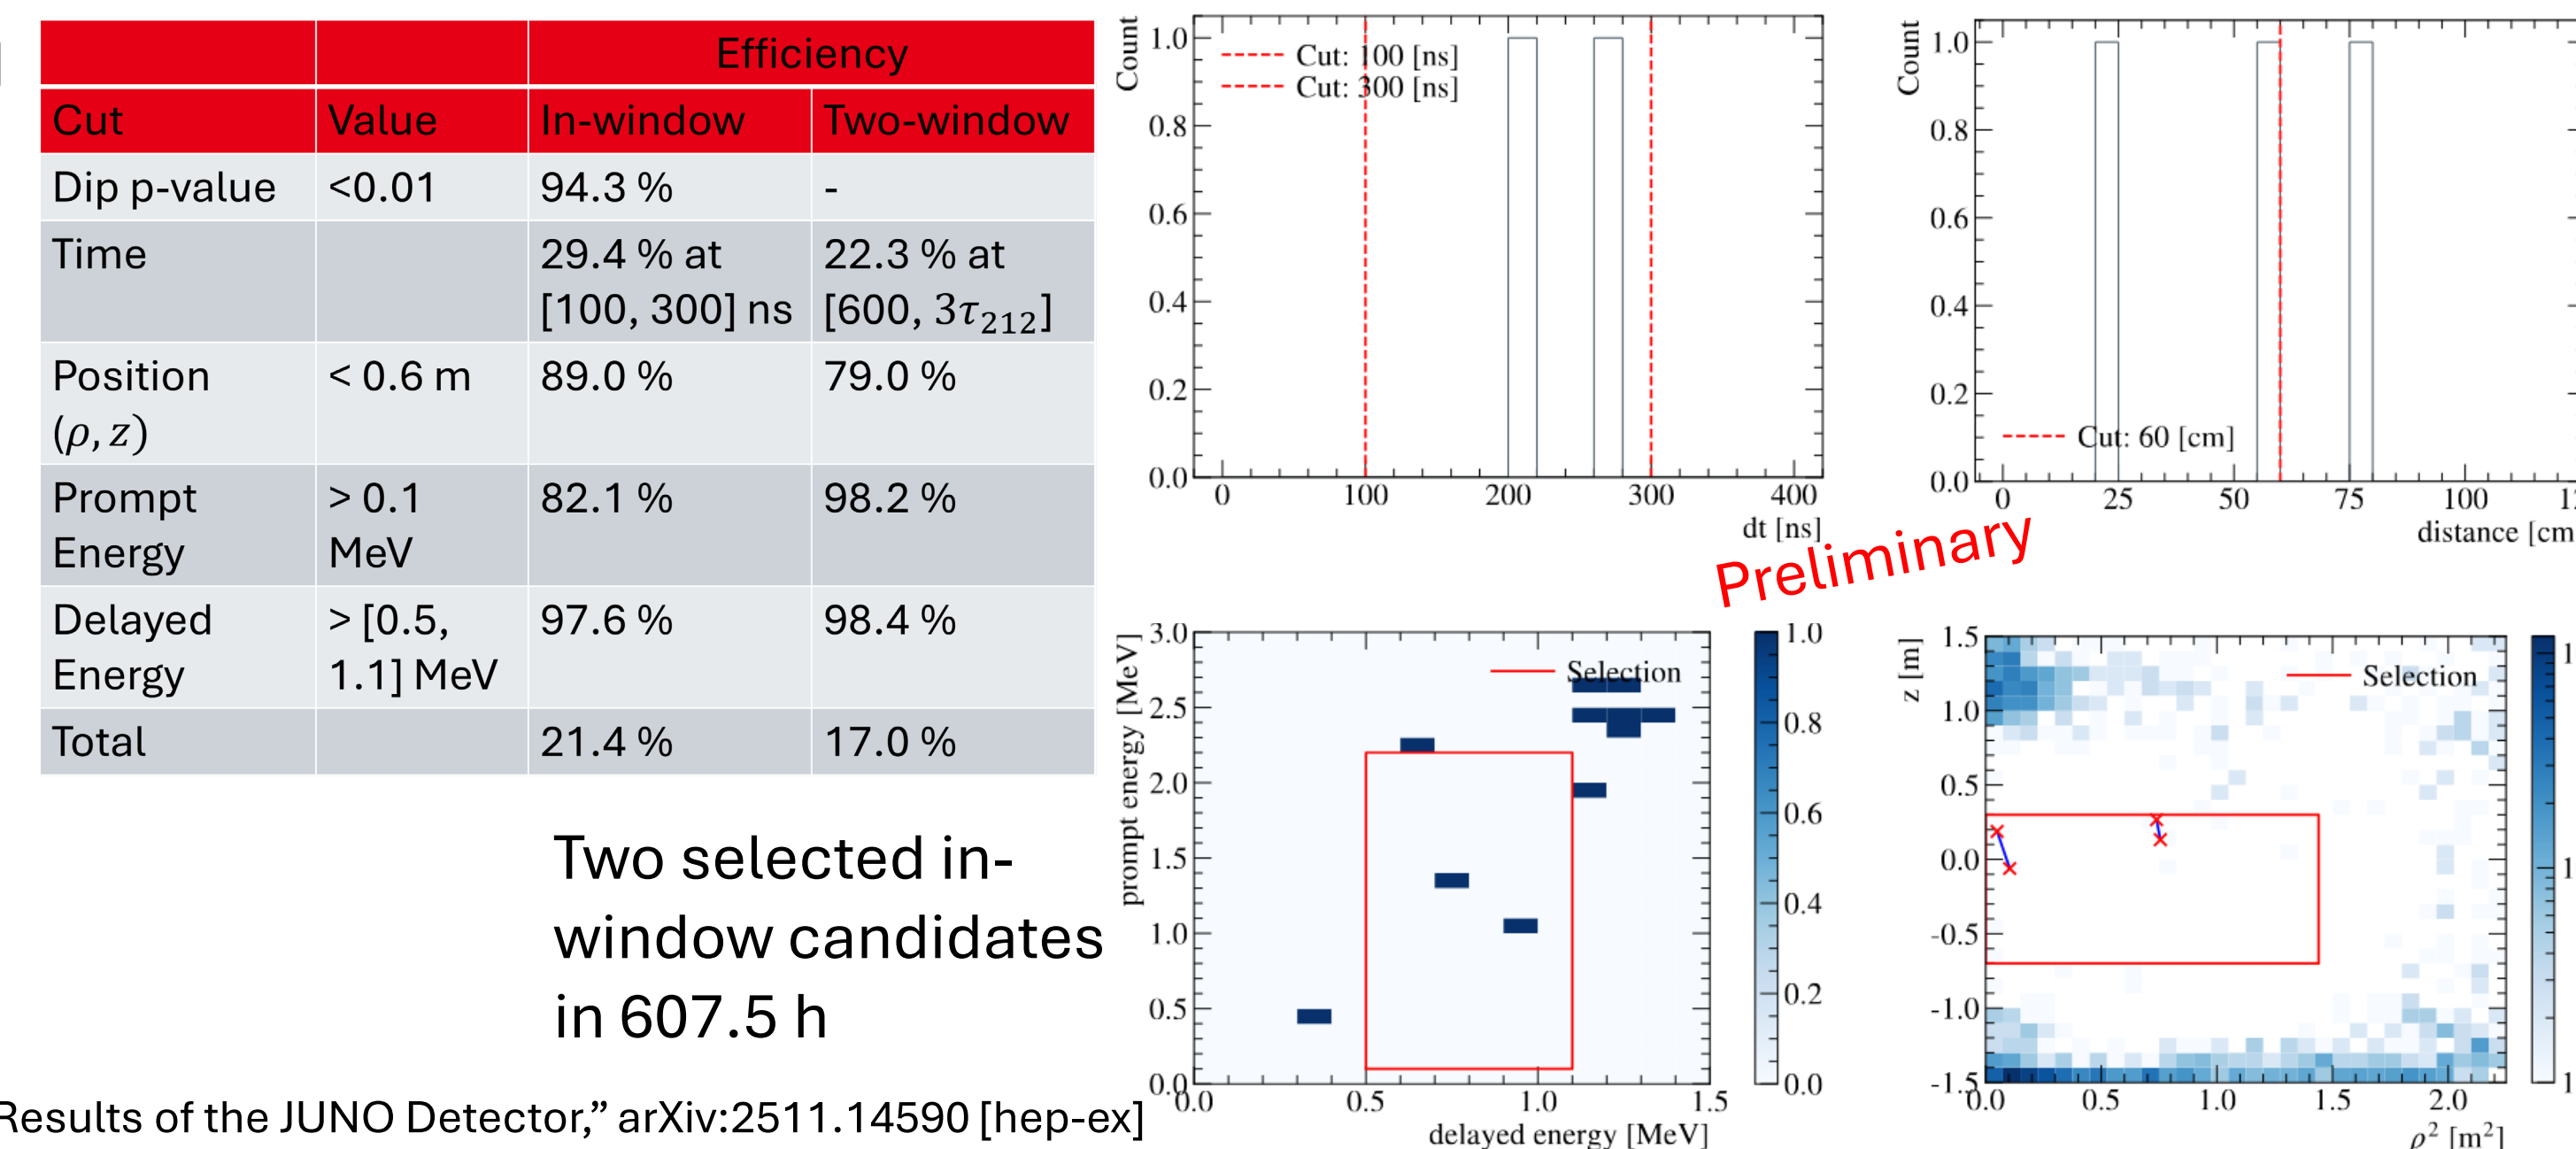 Efficiency
Cut Value In-window Two-window
Dip p-value <0.01 94.3 % -
Time 29.4 % at [100, 300] ns 22.3 % at [600, 3τ₂₁₂]
Position (ρ, z) < 0.6 m 89.0 % 79.0 %
Prompt Energy > 0.1 MeV 82.1 % 98.2 %
Delayed Energy > [0.5, 1.1] MeV 97.6 % 98.4 %
Total 21.4 % 17.0 %
Two selected in-
window candidates
in 607.5 h
Results of the JUNO Detector,” arXiv:2511.14590 [hep-ex]
Count
1.0
0.8
0.6
0.4
0.2
0.0
Cut: 100 [ns]
Cut: 300 [ns]
0 100 200 300 400
dt [ns]
Count
1.0
0.8
0.6
0.4
0.2
0.0
Cut: 60 [cm]
0 25 50 75 100
distance [cm
Preliminary
prompt energy [MeV]
3.0
2.5
2.0
1.5
1.0
0.5
0.0
Selection
0.0 0.5 1.0 1.5
delayed energy [MeV]
1.0
0.8
0.6
0.4
0.2
0.0
z [m]
1.5
1.0
0.5
0.0
-0.5
-1.0
-1.5
Selection
0.0 0.5 1.0 1.5 2.0
ρ² [m²]